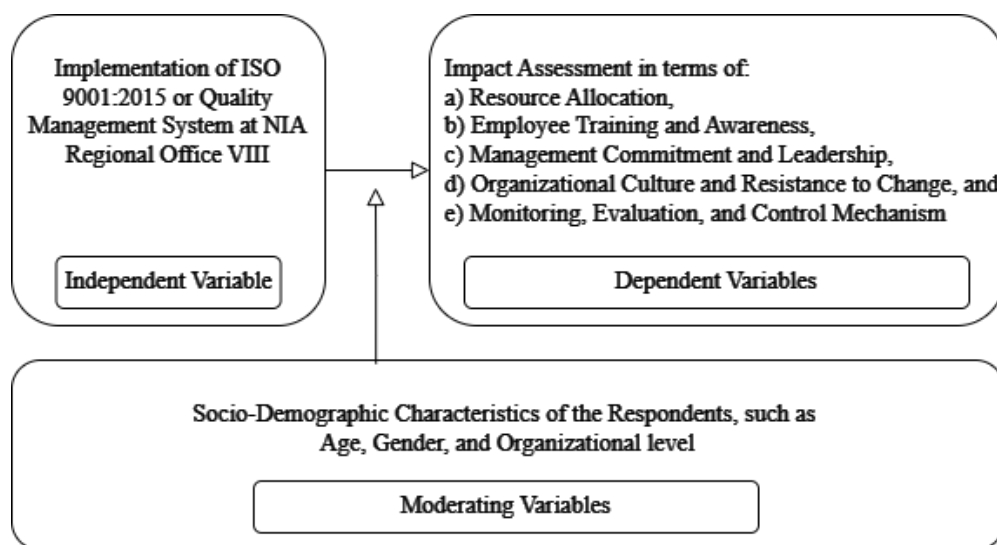 Implementation of ISO
9001:2015 or Quality
Management System at NIA
Regional Office VIII
Independent Variable
Impact Assessment in terms of:
a) Resource Allocation,
b) Employee Training and Awareness,
c) Management Commitment and Leadership,
d) Organizational Culture and Resistance to Change, and
e) Monitoring, Evaluation, and Control Mechanism
Dependent Variables
Socio-Demographic Characteristics of the Respondents, such as
Age, Gender, and Organizational level
Moderating Variables